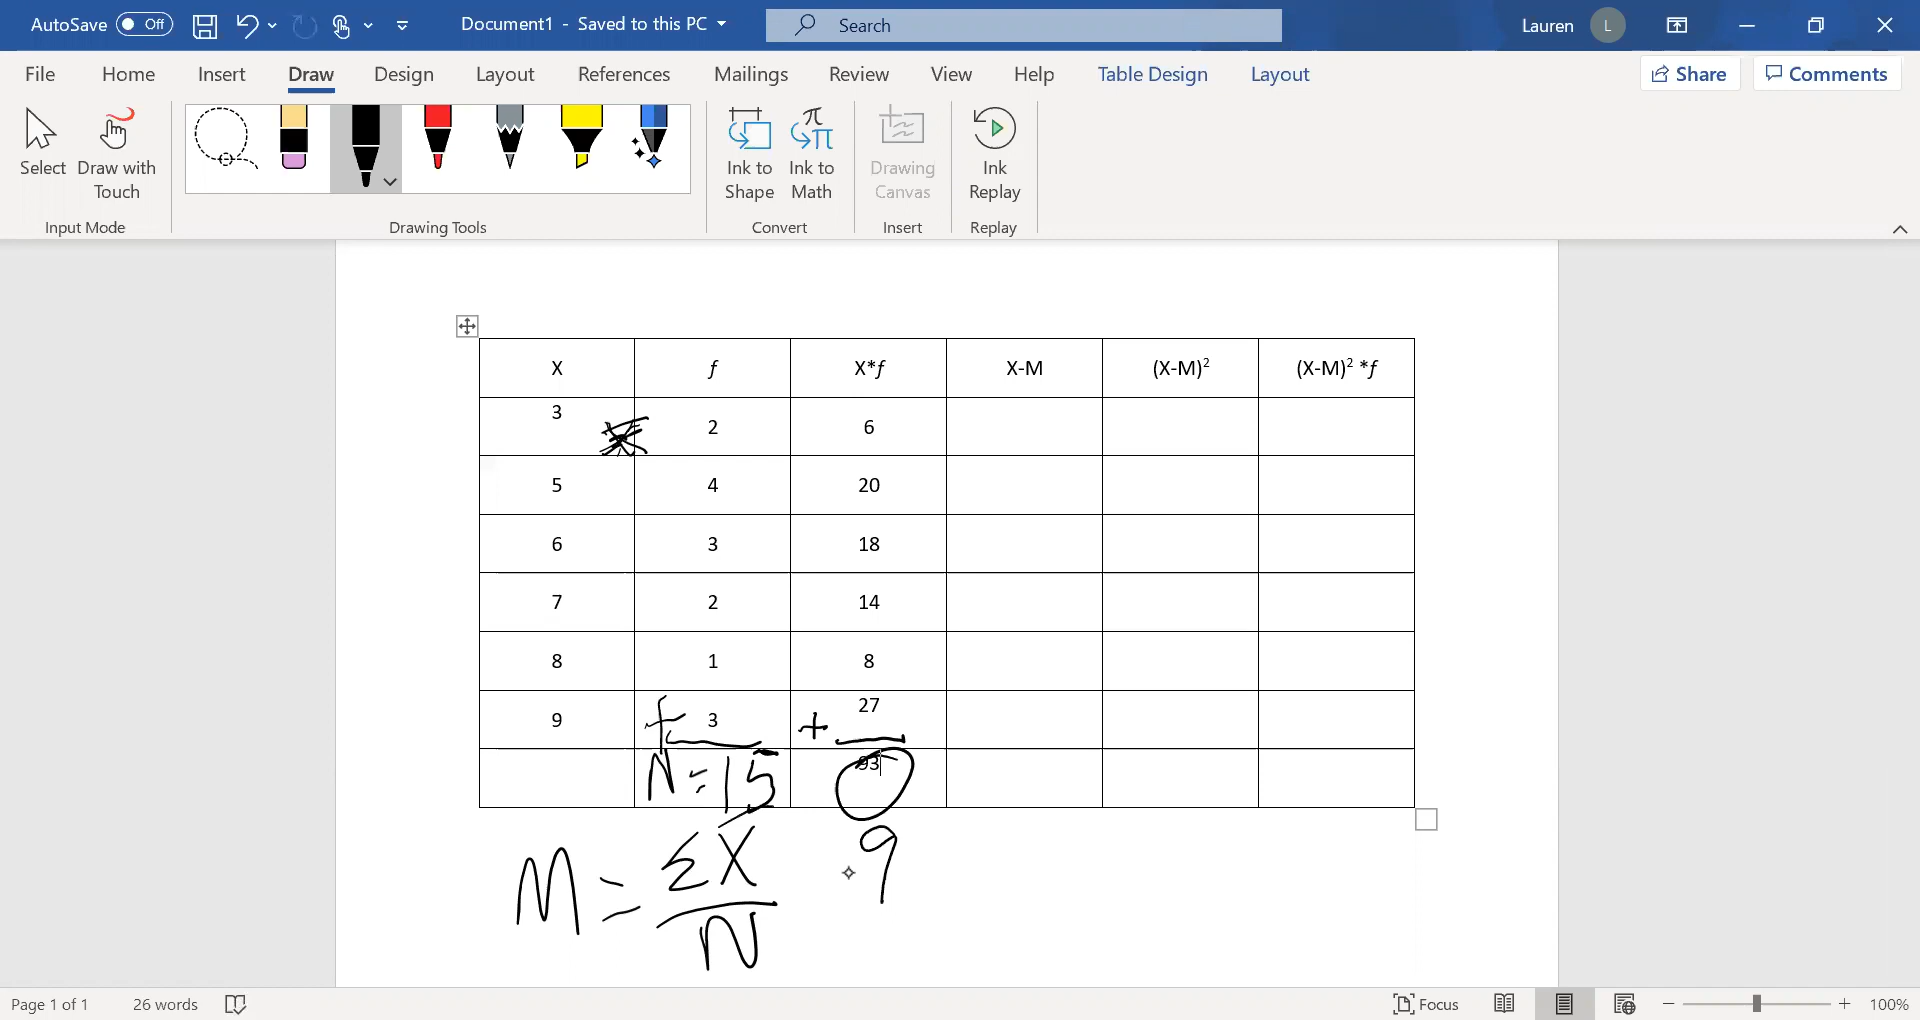 AutoSave Off Document1 - Saved to this PC Search Lauren L
File Home Insert Draw Design Layout References Mailings Review View Help Table Design Layout Share Comments
Select Draw with Touch Ink to Shape Ink to Math Drawing Canvas Ink Replay
Input Mode Drawing Tools Convert Insert Replay
X f X*f X-M (X-M)² (X-M)² *f
3 2 6
5 4 20
6 3 18
7 2 14
8 1 8
9 + 3 + 27
N = 15 93
M = ΣX / N 9
Page 1 of 1 26 words Focus 100%